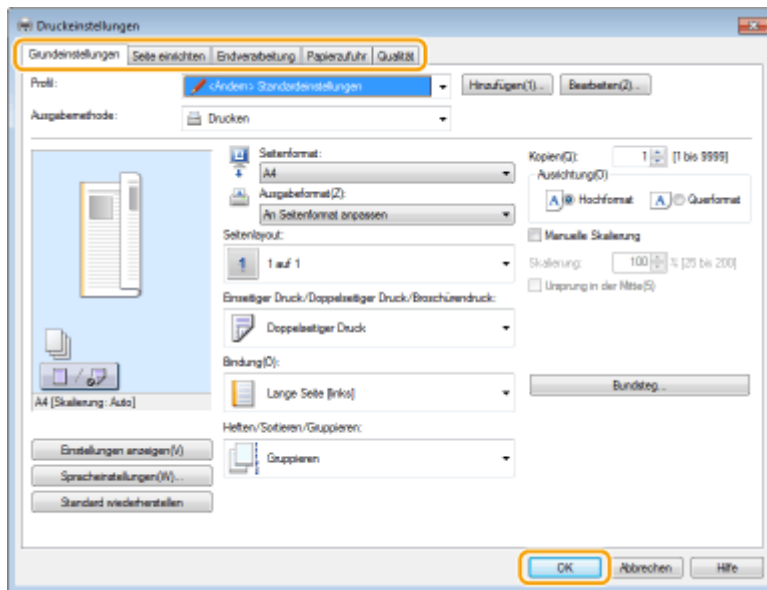 Druckeinstellungen
Grundeinstellungen Seite einrichten Endverarbeitung Papierzufuhr Qualität
Profil: <Ändern> Standardeinstellungen Hinzufügen(1)... Bearbeiten(2)...
Ausgabemethode: Drucken
Seitenformat:
A4
Ausgabeformat(Z):
An Seitenformat anpassen
Seitenlayout:
1 1 auf 1
Einseitiger Druck/Doppelseitiger Druck/Broschürendruck:
Doppelseitiger Druck
Bindung(O):
Lange Seite [links]
Heften/Sortieren/Gruppieren:
Gruppieren
Kopien(Q): 1 [1 bis 9999]
Ausrichtung(O)
A Hochformat A Querformat
Manuelle Skalierung
Skalierung: 100 % [25 bis 200]
Ursprung in der Mitte(S)
Bundsteg...
A4 [Skalierung: Auto]
Einstellungen anzeigen(V)
Spracheinstellungen(W)...
Standard wiederherstellen
OK Abbrechen Hilfe